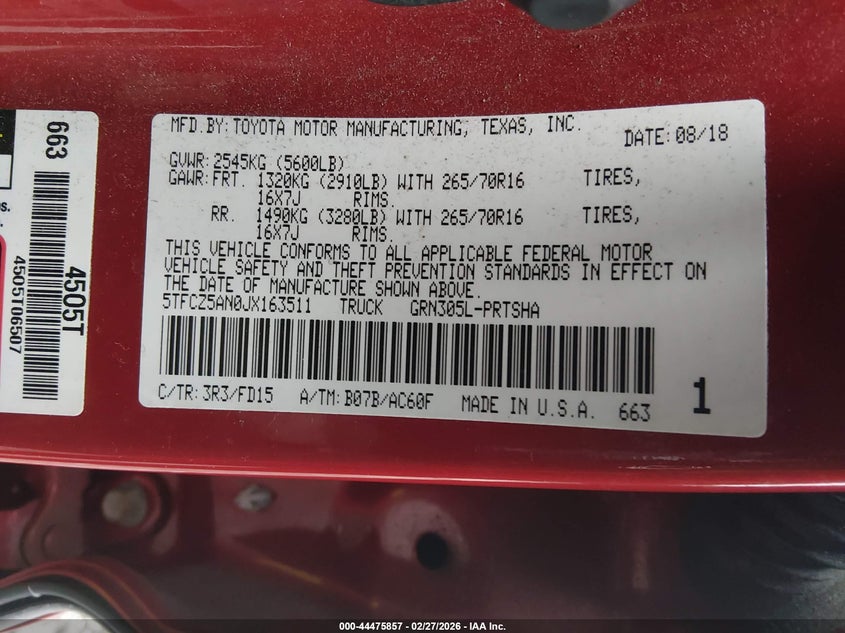 MFD.BY:TOYOTA MOTOR MANUFACTURING, TEXAS, INC. DATE:08/18
GVWR:2545KG (5600LB)
GAWR:FRT. 1320KG (2910LB) WITH 265/70R16 TIRES,
16X7J RIMS.
RR. 1490KG (3280LB) WITH 265/70R16 TIRES,
16X7J RIMS.
THIS VEHICLE CONFORMS TO ALL APPLICABLE FEDERAL MOTOR
VEHICLE SAFETY AND THEFT PREVENTION STANDARDS IN EFFECT ON
THE DATE OF MANUFACTURE SHOWN ABOVE.
5TFCZ5AN0JX163511 TRUCK GRN305L-PRTSHA
C/TR:3R3/FD15 A/TM:B07B/AC60F MADE IN U.S.A. 663 1
663
4505T
4505T06507
000-44475857 - 02/27/2026 - IAA Inc.